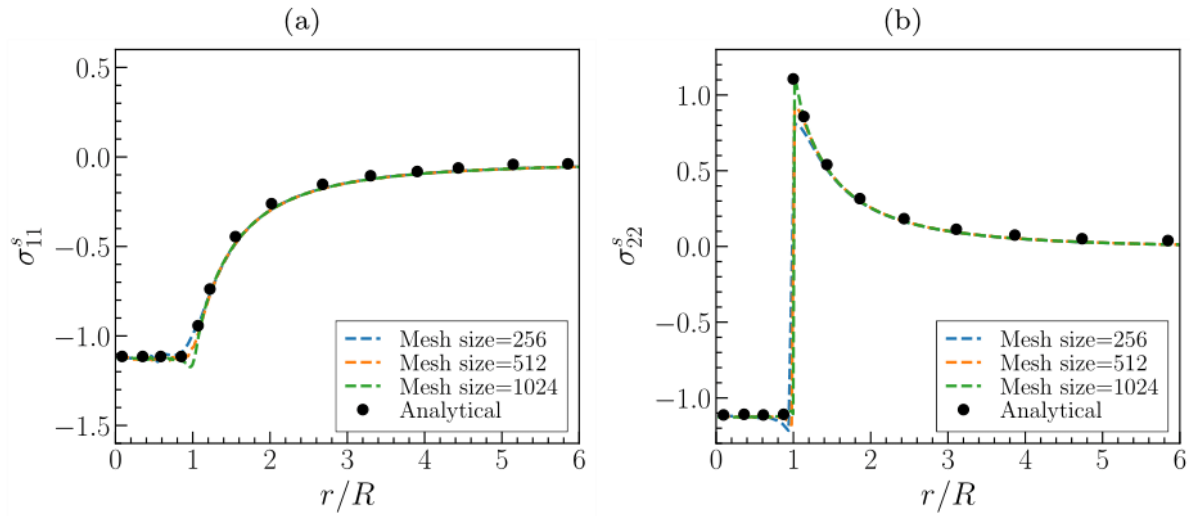 (a)
0.5
0.0
−0.5
−1.0
−1.5
σ₁₁ˢ
Mesh size=256
Mesh size=512
Mesh size=1024
Analytical
0 1 2 3 4 5 6
r/R
(b)
1.0
0.5
0.0
−0.5
−1.0
σ₂₂ˢ
Mesh size=256
Mesh size=512
Mesh size=1024
Analytical
0 1 2 3 4 5 6
r/R